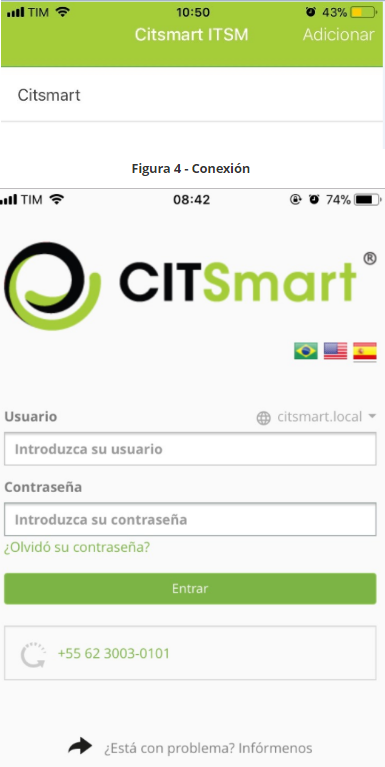 TIM 10:50 43%
Citsmart ITSM Adicionar
Citsmart
Figura 4 - Conexión
TIM 08:42 74%
CITSmart®
Usuario citsmart.local
Introduzca su usuario
Contraseña
Introduzca su contraseña
¿Olvidó su contraseña?
Entrar
+55 62 3003-0101
¿Está con problema? Infórmenos